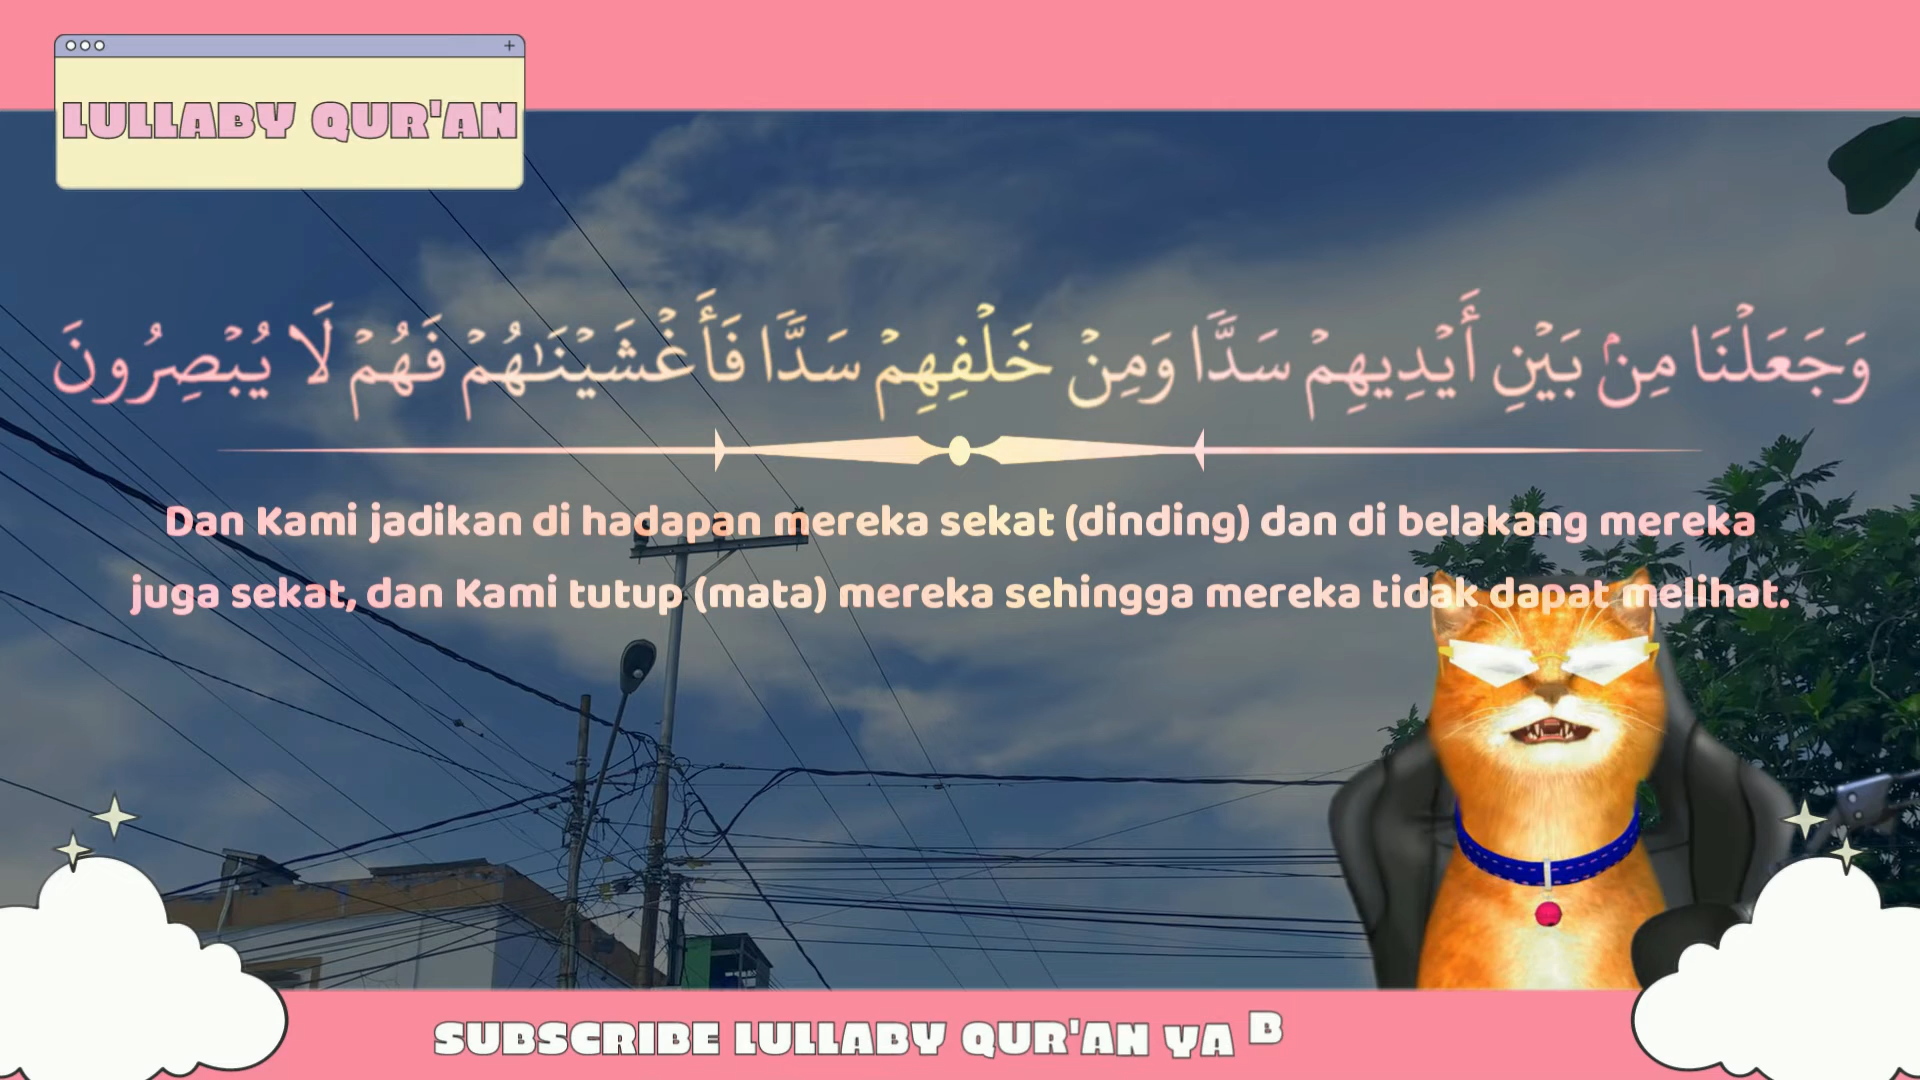 LULLABY QUR'AN
وَجَعَلْنَا مِنۢ بَيْنِ أَيْدِيهِمْ سَدًّا وَمِنْ خَلْفِهِمْ سَدًّا فَأَغْشَيْنَٰهُمْ فَهُمْ لَا يُبْصِرُونَ
Dan Kami jadikan di hadapan mereka sekat (dinding) dan di belakang mereka
juga sekat, dan Kami tutup (mata) mereka sehingga mereka tidak dapat melihat.
SUBSCRIBE LULLABY QUR'AN YA B